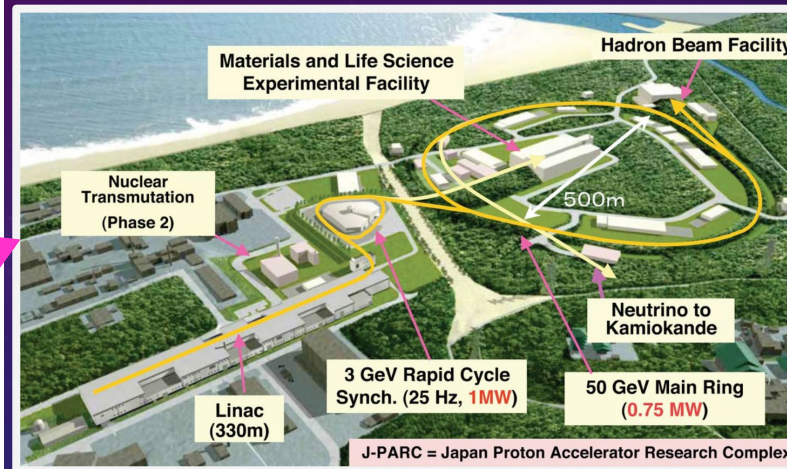 Hadron Beam Facility
Materials and Life Science
Experimental Facility
Nuclear
Transmutation
(Phase 2)
500m
Neutrino to
Kamiokande
3 GeV Rapid Cycle
Synch. (25 Hz, 1MW)
50 GeV Main Ring
(0.75 MW)
Linac
(330m)
J-PARC = Japan Proton Accelerator Research Complex